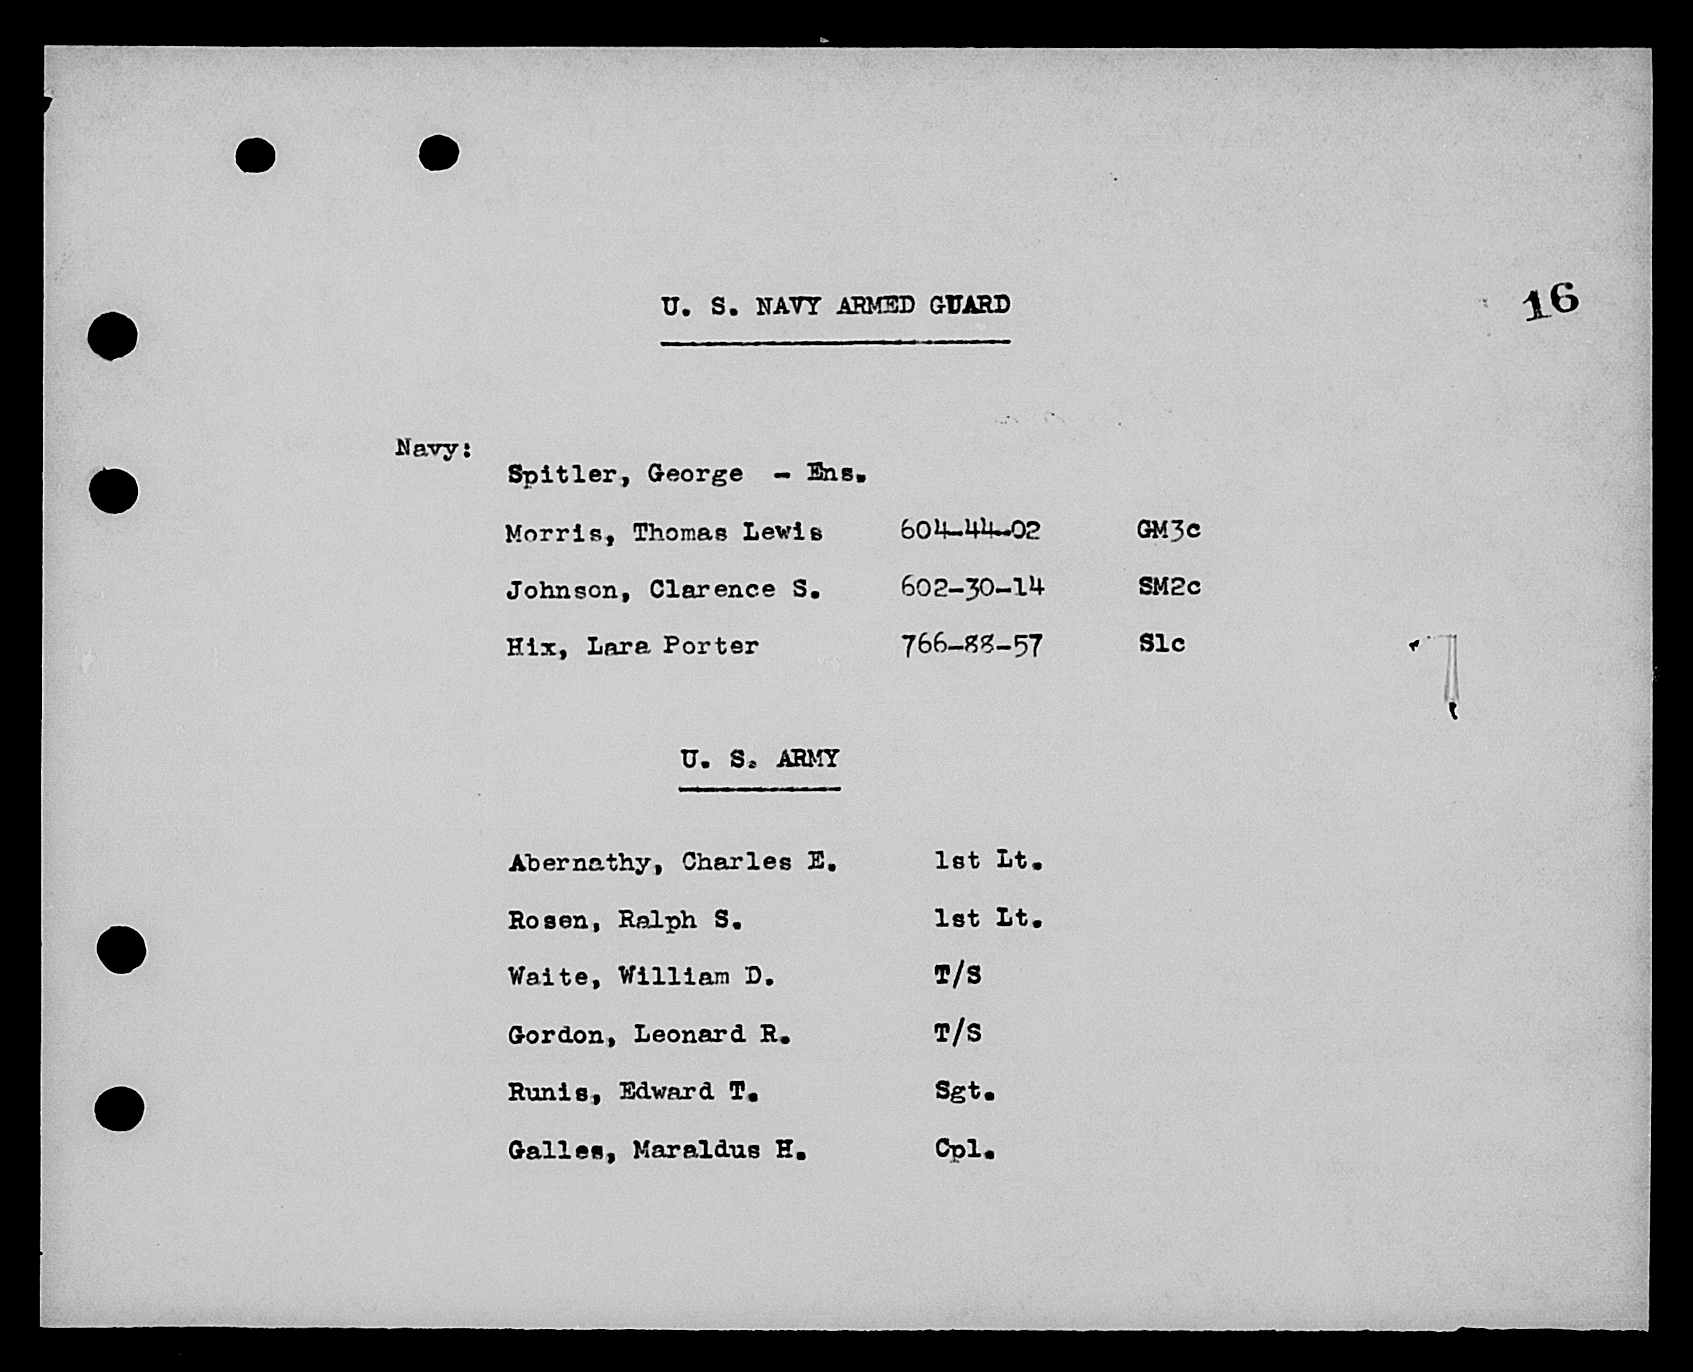 U. S. NAVY ARMED GUARD
16
Navy:
Spitler, George - Ens.
Morris, Thomas Lewis 604-44-02 GM3c
Johnson, Clarence S. 602-30-14 SM2c
Hix, Lara Porter 766-88-57 S1c
U. S. ARMY
Abernathy, Charles E. 1st Lt.
Rosen, Ralph S. 1st Lt.
Waite, William D. T/S
Gordon, Leonard R. T/S
Runis, Edward T. Sgt.
Galles, Maraldus H. Cpl.